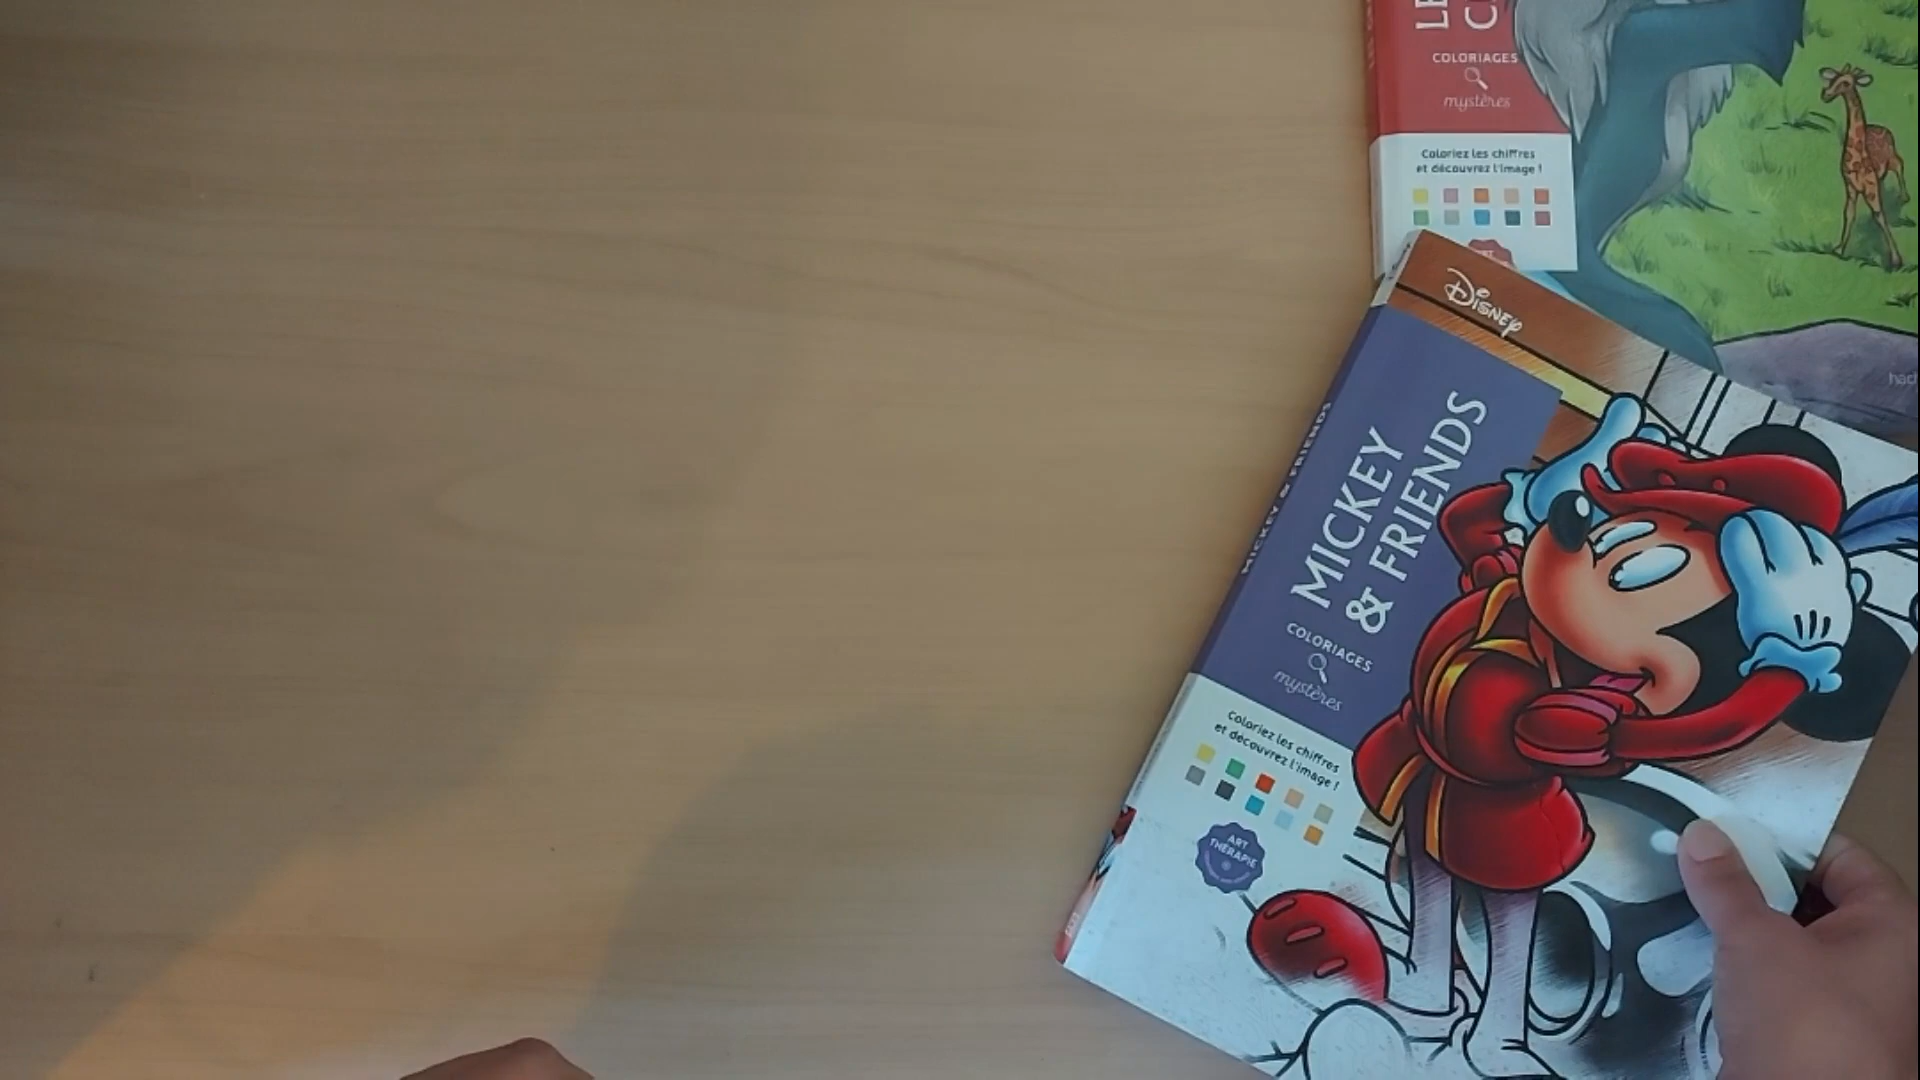 COLORIAGES
mystères
Coloriez les chiffres
et découvrez l'image !
Disney
MICKEY
& FRIENDS
COLORIAGES
mystères
Coloriez les chiffres
et découvrez l'image !
ART
THÉRAPIE
MICKEY & FRIENDS